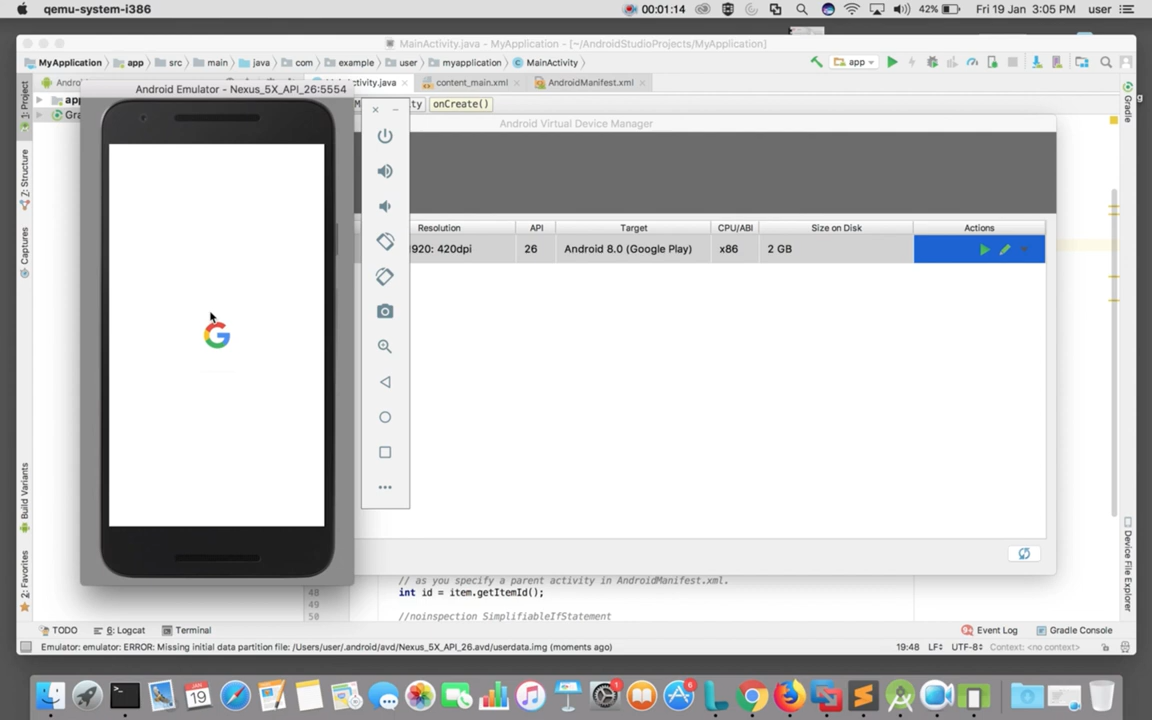 qemu-system-i386
00:01:14
42%
Fri 19 Jan 3:05 PM
user
MainActivity.java - MyApplication - [~/AndroidStudioProjects/MyApplication]
MyApplication
app
src
main
java
com
example
user
myapplication
MainActivity
app
content_main.xml
AndroidManifest.xml
onCreate()
Android Emulator - Nexus_5X_API_26:5554
Android Virtual Device Manager
1: Project
7: Structure
Captures
Build Variants
2: Favorites
Gradle
Device File Explorer
Resolution
API
Target
CPU/ABI
Size on Disk
Actions
920: 420dpi
26
Android 8.0 (Google Play)
x86
2 GB
// as you specify a parent activity in AndroidManifest.xml.
48
int id = item.getItemId();
49
50
//noinspection SimplifiableIfStatement
TODO
6: Logcat
Terminal
Event Log
Gradle Console
Emulator: emulator: ERROR: Missing initial data partition file: /Users/user/.android/avd/Nexus_5X_API_26.avd/userdata.img (moments ago)
19:48
LF÷
UTF-8÷
Context: <no context>